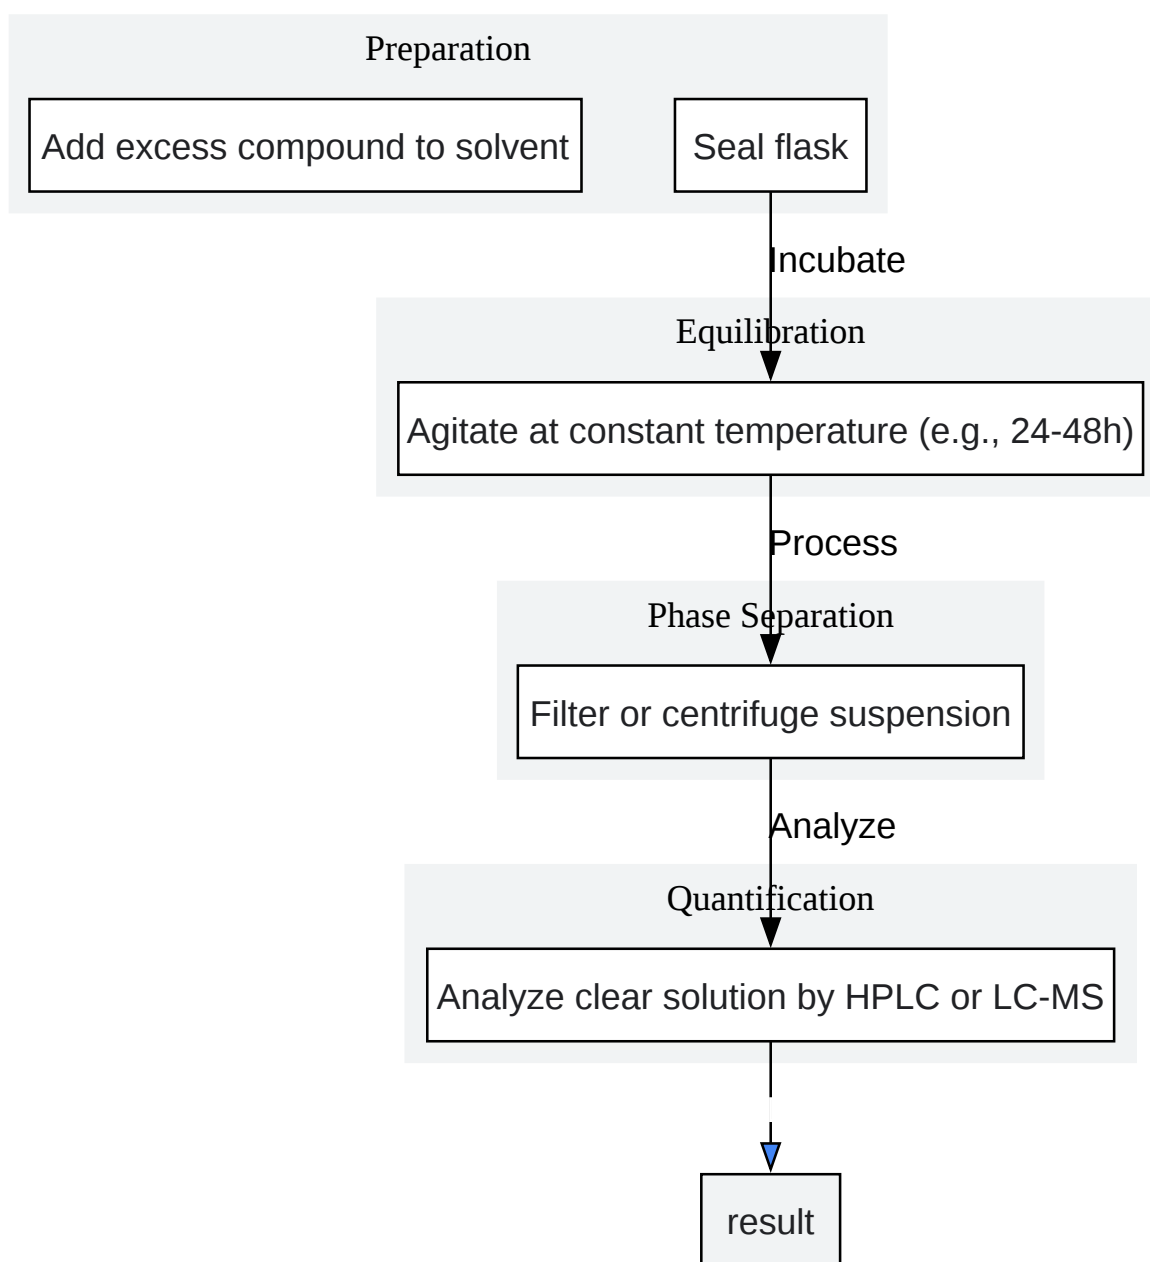 Preparation
Add excess compound to solvent
Seal flask
Incubate
Equilibration
Agitate at constant temperature (e.g., 24-48h)
Process
Phase Separation
Filter or centrifuge suspension
Analyze
Quantification
Analyze clear solution by HPLC or LC-MS
result